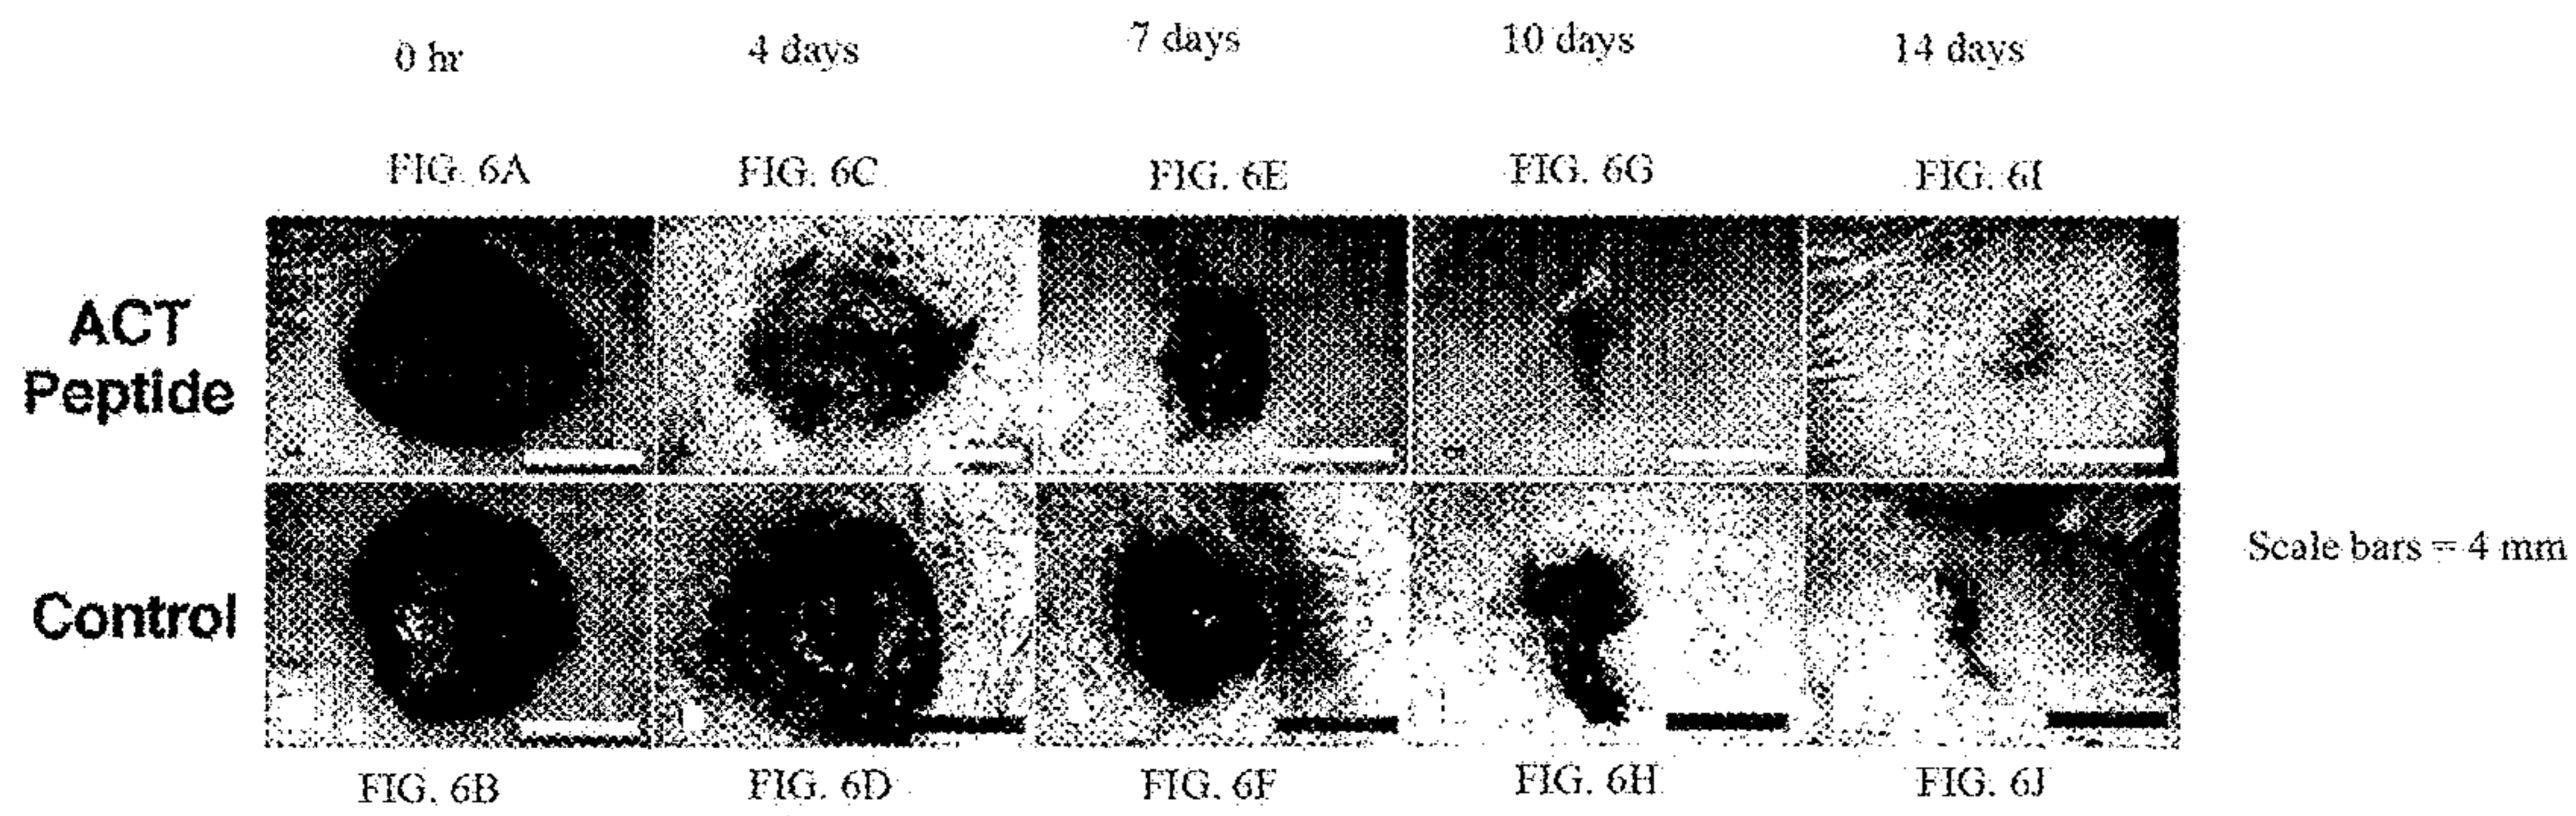 0 hr
4 days
7 days
10 days
14 days
FIG. 6A
FIG. 6C
FIG. 6E
FIG. 6G
FIG. 6I
ACT
Peptide
Control
Scale bars = 4 mm
FIG. 6B
FIG. 6D
FIG. 6F
FIG. 6H
FIG. 6J